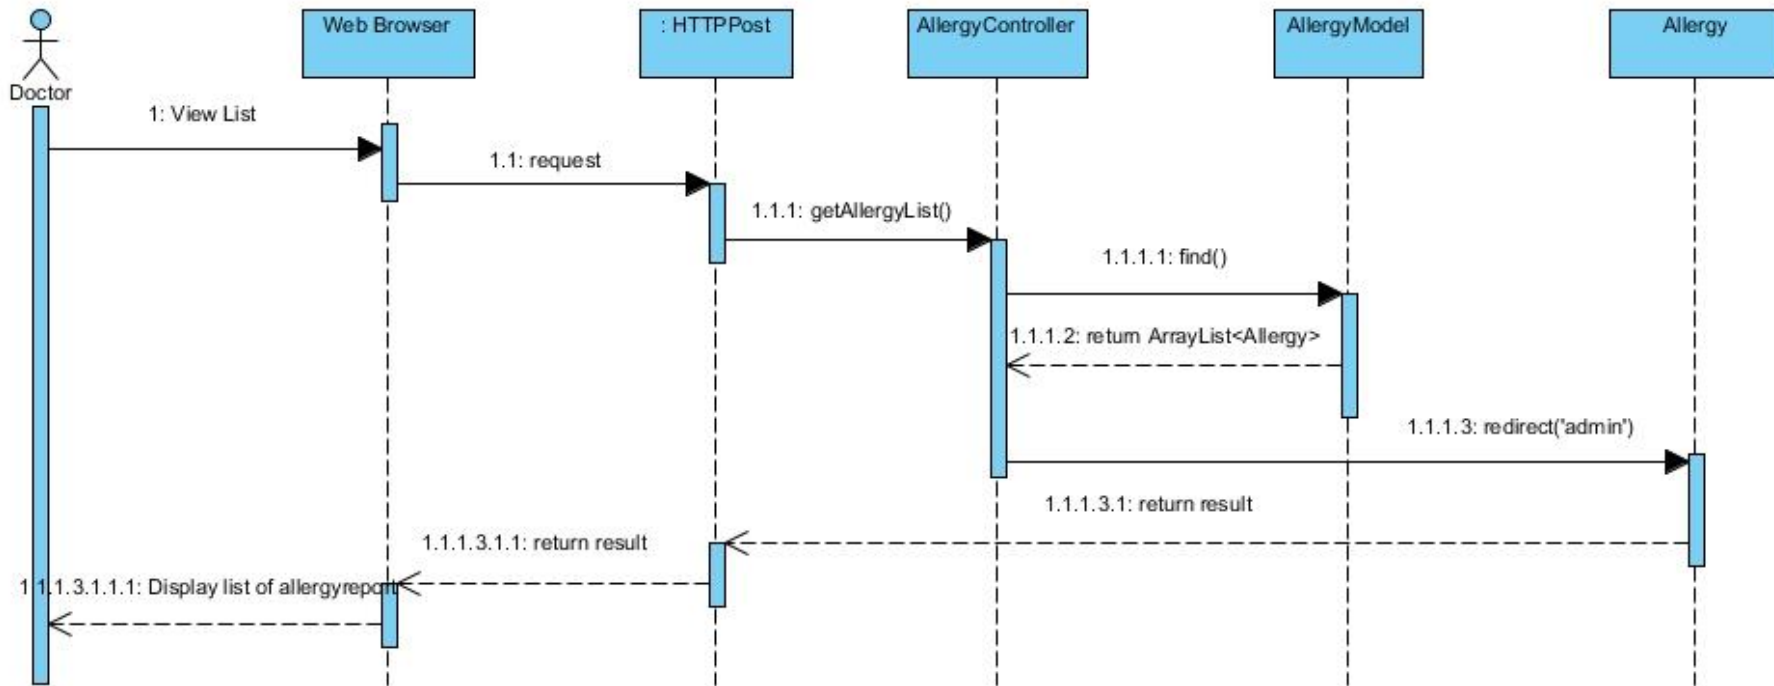 Web Browser
: HTTPPost
AllergyController
AllergyModel
Allergy
Doctor
1: View List
1.1: request
1.1.1: getAllergyList()
1.1.1.1: find()
1.1.1.2: return ArrayList<Allergy>
1.1.1.3: redirect("admin")
1.1.1.3.1: return result
1.1.1.3.1.1: return result
1.1.1.3.1.1.1: Display list of allergyreport